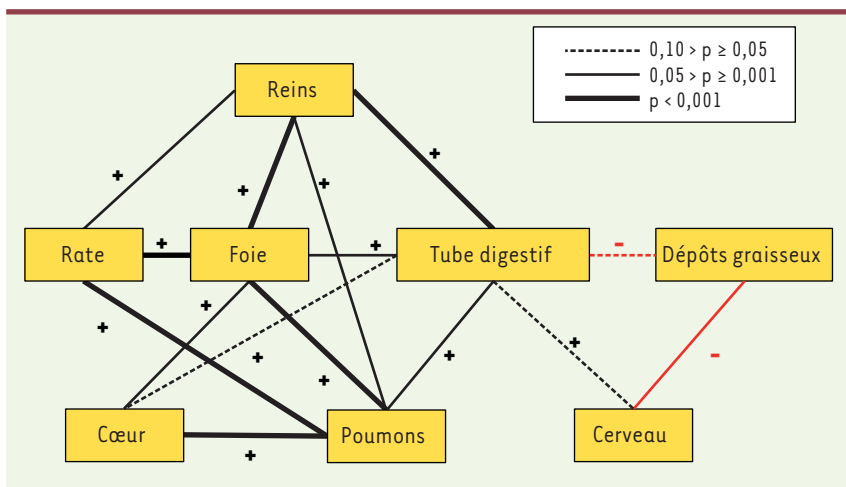 0,10 > p ≥ 0,05
0,05 > p ≥ 0,001
p < 0,001
Reins
+
+
+
+
Rate
+
Foie
+
Tube digestif
-
Dépôts graisseux
+
+
+
+
+
+
-
Cœur
+
Poumons
Cerveau